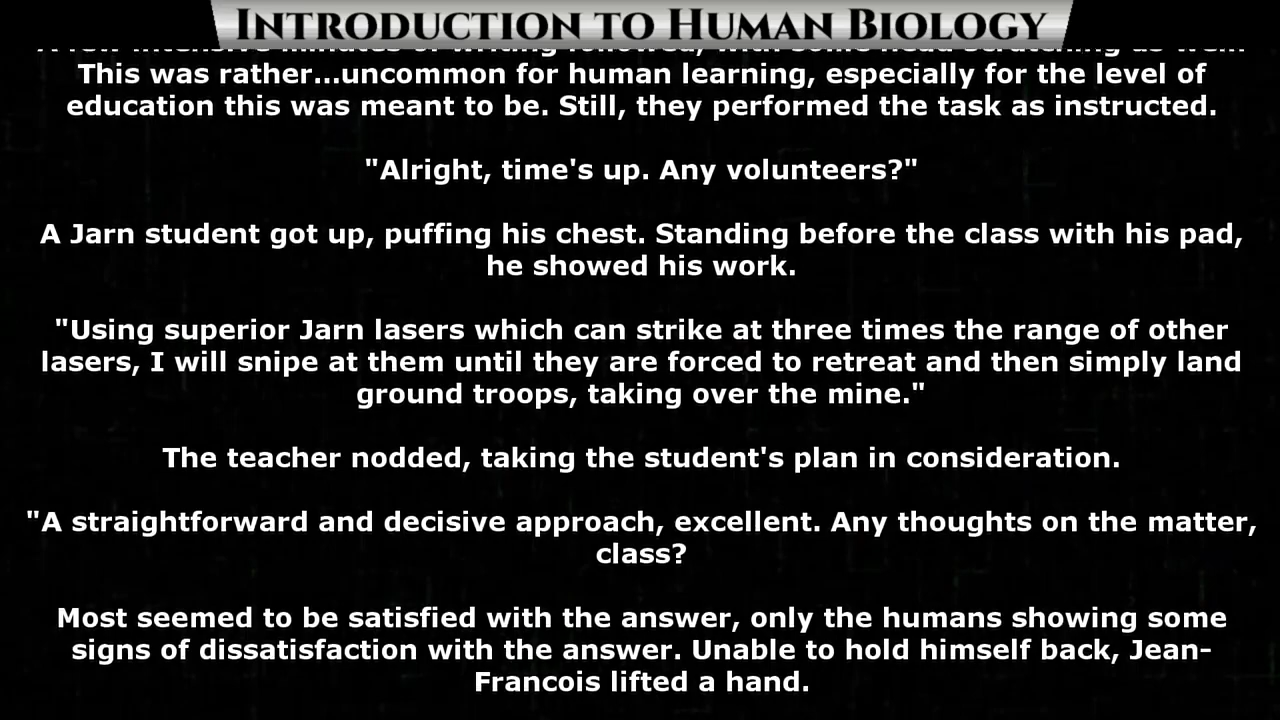 Introduction to Human Biology
This was rather...uncommon for human learning, especially for the level of
education this was meant to be. Still, they performed the task as instructed.
"Alright, time's up. Any volunteers?"
A Jarn student got up, puffing his chest. Standing before the class with his pad,
he showed his work.
"Using superior Jarn lasers which can strike at three times the range of other
lasers, I will snipe at them until they are forced to retreat and then simply land
ground troops, taking over the mine."
The teacher nodded, taking the student's plan in consideration.
"A straightforward and decisive approach, excellent. Any thoughts on the matter,
class?
Most seemed to be satisfied with the answer, only the humans showing some
signs of dissatisfaction with the answer. Unable to hold himself back, Jean-
Francois lifted a hand.